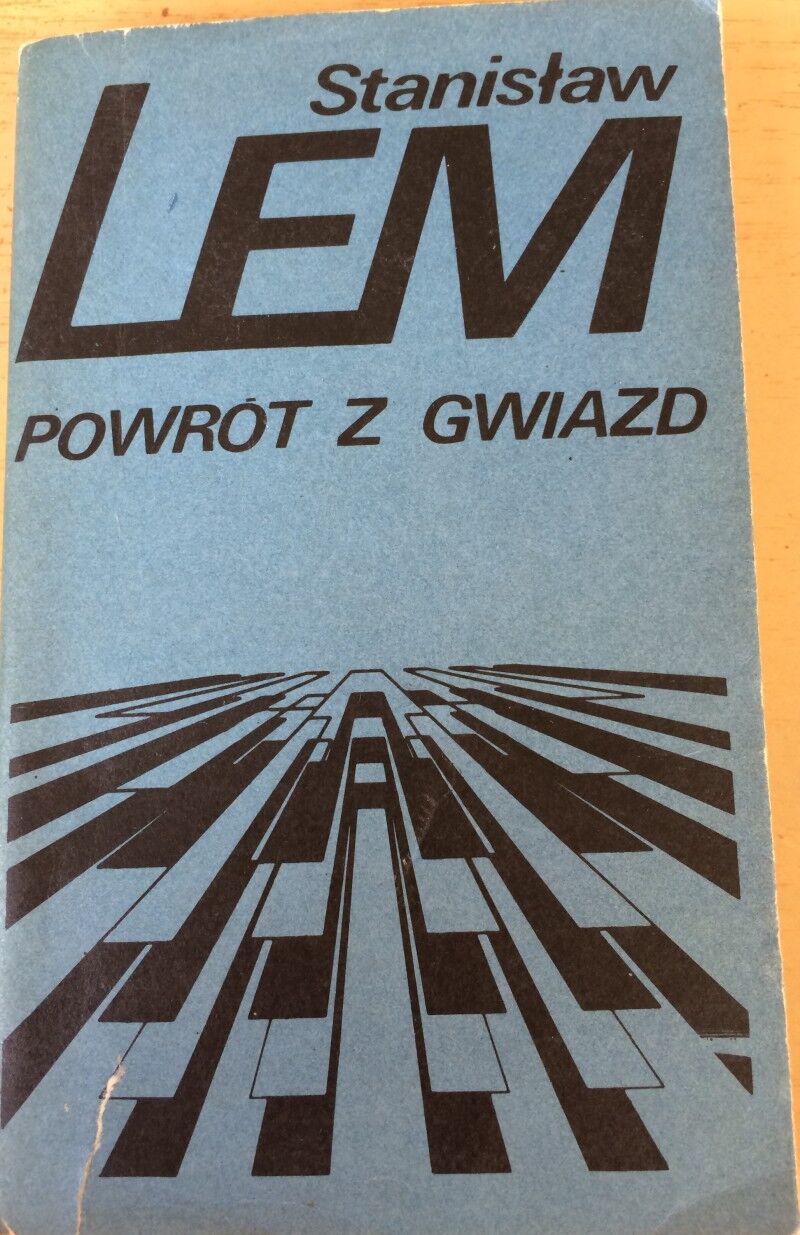 Stanisław
LEM
POWRÓT Z GWIAZD